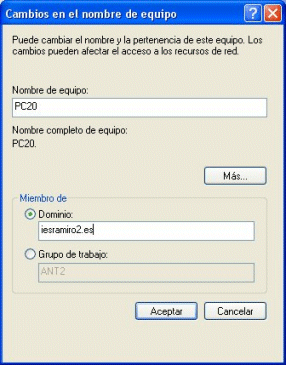 Cambios en el nombre de equipo
Puede cambiar el nombre y la pertenencia de este equipo. Los
cambios pueden afectar el acceso a los recursos de red.
Nombre de equipo:
PC20
Nombre completo de equipo:
PC20.
Más...
Miembro de
Dominio:
iesramiro2.es
Grupo de trabajo:
ANT2
Aceptar
Cancelar